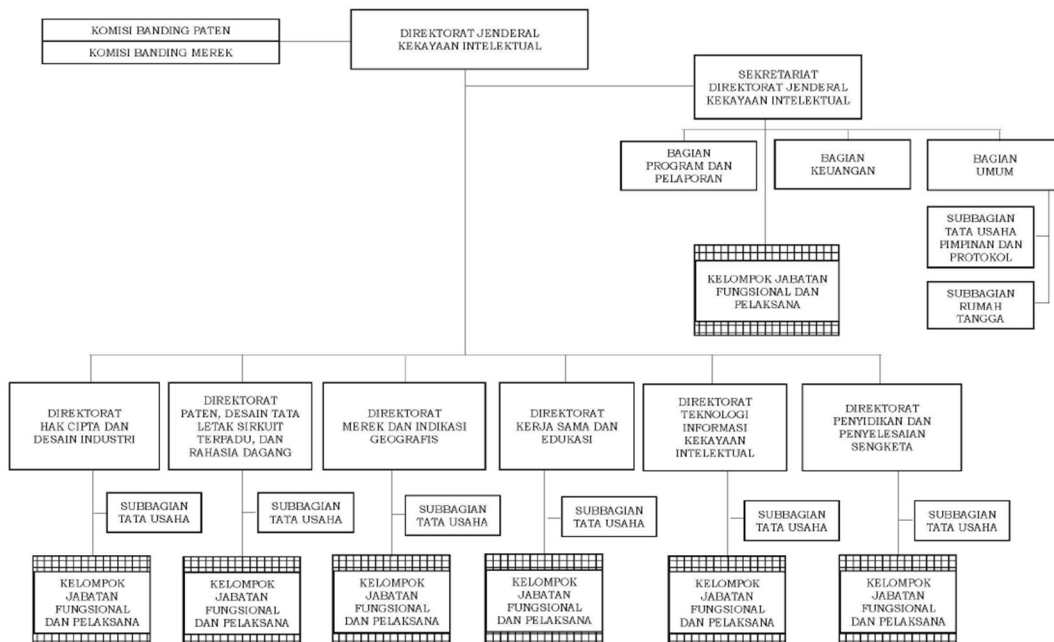 KOMISI BANDING PATEN
KOMISI BANDING MEREK
DIREKTORAT JENDERAL
KEKAYAAN INTELEKTUAL
SEKRETARIAT
DIREKTORAT JENDERAL
KEKAYAAN INTELEKTUAL
BAGIAN
PROGRAM DAN
PELAPORAN
BAGIAN
KEUANGAN
BAGIAN
UMUM
SUBBAGIAN
TATA USAHA
PIMPINAN DAN
PROTOKOL
SUBBAGIAN
RUMAH
TANGGA
KELOMPOK JABATAN
FUNGSIONAL DAN
PELAKSANA
DIREKTORAT
HAK CIPTA DAN
DESAIN INDUSTRI
DIREKTORAT
PATEN, DESAIN TATA
LETAK SIRKUIT
TERPADU, DAN
RAHASIA DAGANG
DIREKTORAT
MEREK DAN INDIKASI
GEOGRAFIS
DIREKTORAT
KERJA SAMA DAN
EDUKASI
DIREKTORAT
TEKNOLOGI
INFORMASI
KEKAYAAN
INTELEKTUAL
DIREKTORAT
PENYIDIKAN DAN
PENYELESAIAN
SENGKETA
SUBBAGIAN
TATA USAHA
SUBBAGIAN
TATA USAHA
SUBBAGIAN
TATA USAHA
SUBBAGIAN
TATA USAHA
SUBBAGIAN
TATA USAHA
SUBBAGIAN
TATA USAHA
KELOMPOK
JABATAN
FUNGSIONAL
DAN PELAKSANA
KELOMPOK
JABATAN
FUNGSIONAL
DAN PELAKSANA
KELOMPOK
JABATAN
FUNGSIONAL
DAN PELAKSANA
KELOMPOK
JABATAN
FUNGSIONAL
DAN PELAKSANA
KELOMPOK
JABATAN
FUNGSIONAL
DAN PELAKSANA
KELOMPOK
JABATAN
FUNGSIONAL
DAN PELAKSANA